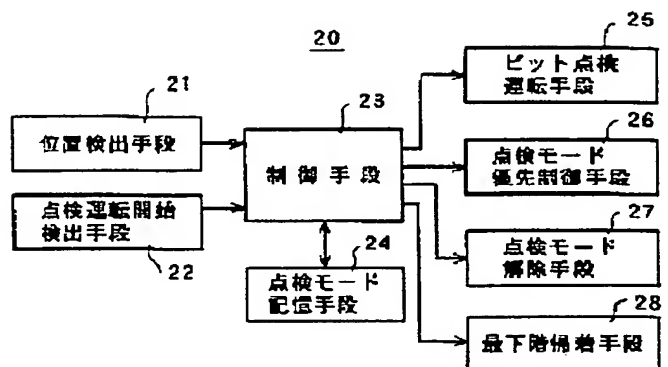 20
21
位置検出手段
点検運転開始
検出手段
22
23
制御手段
24
点検モード
記憶手段
25
ピット点検
運転手段
26
点検モード
優先制御手段
27
点検モード
解除手段
28
最下階帰着手段